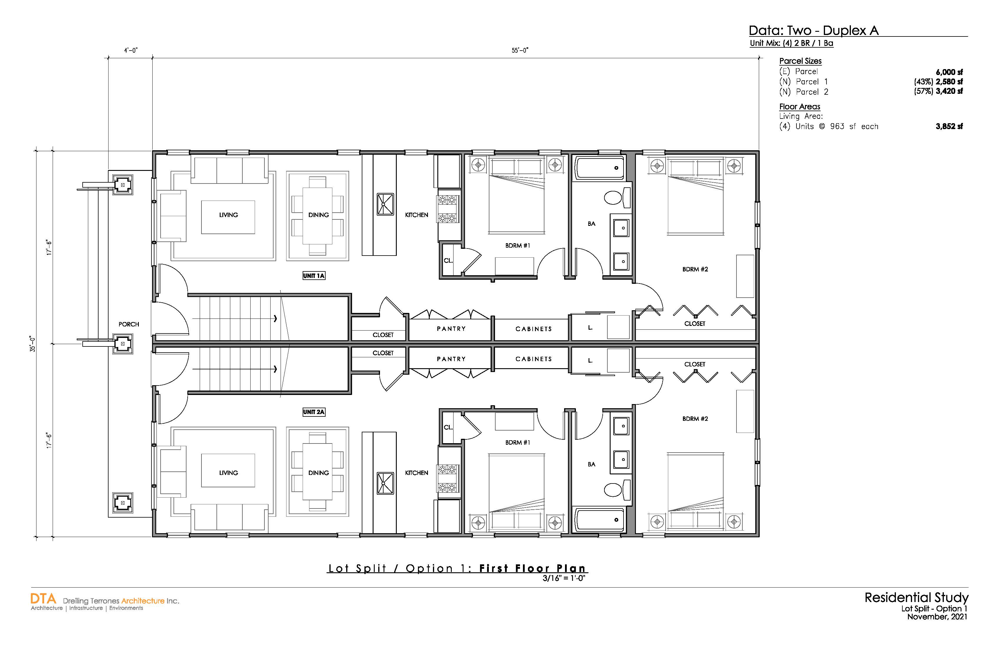 Data: Two - Duplex A
Unit Mix: (4) 2 BR / 1 Ba
Parcel Sizes
(E) Parcel 6,000 sf
(N) Parcel 1 (43%) 2,580 sf
(N) Parcel 2 (57%) 3,420 sf
Floor Areas
Living Area:
(4) Units @ 963 sf each 3,852 sf
4'-0" 55'-0"
17'-6"
35'-0"
17'-6"
LIVING DINING KITCHEN
BA
BDRM #1
CL.
BDRM #2
UNIT 1A
PORCH
CLOSET PANTRY CABINETS L. CLOSET
CLOSET PANTRY CABINETS L. CLOSET
UNIT 2A
BDRM #2
CL.
BDRM #1
BA
LIVING DINING KITCHEN
Lot Split / Option 1: First Floor Plan
3/16" = 1'-0"
DTA Dreiling Terrones Architecture Inc.
Architecture | Infrastructure | Environments
Residential Study
Lot Split - Option 1
November, 2021